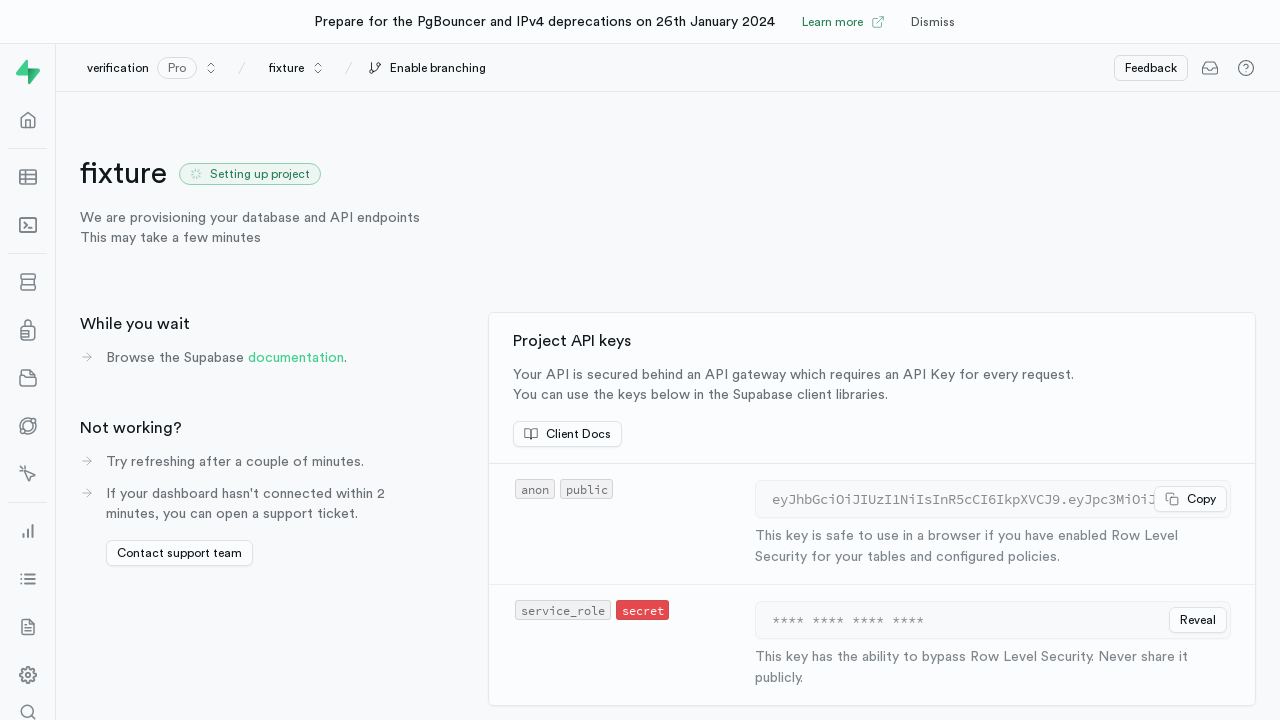 Prepare for the PgBouncer and IPv4 deprecations on 26th January 2024 Learn more Dismiss
verification Pro / fixture / Enable branching Feedback
fixture Setting up project
We are provisioning your database and API endpoints
This may take a few minutes
While you wait
Browse the Supabase documentation.
Not working?
Try refreshing after a couple of minutes.
If your dashboard hasn't connected within 2
minutes, you can open a support ticket.
Contact support team
Project API keys
Your API is secured behind an API gateway which requires an API Key for every request.
You can use the keys below in the Supabase client libraries.
Client Docs
anon public
eyJhbGciOiJIUzI1NiIsInR5cCI6IkpXVCJ9.eyJpc3MiOiJ Copy
This key is safe to use in a browser if you have enabled Row Level
Security for your tables and configured policies.
service_role secret
**** **** **** **** Reveal
This key has the ability to bypass Row Level Security. Never share it
publicly.